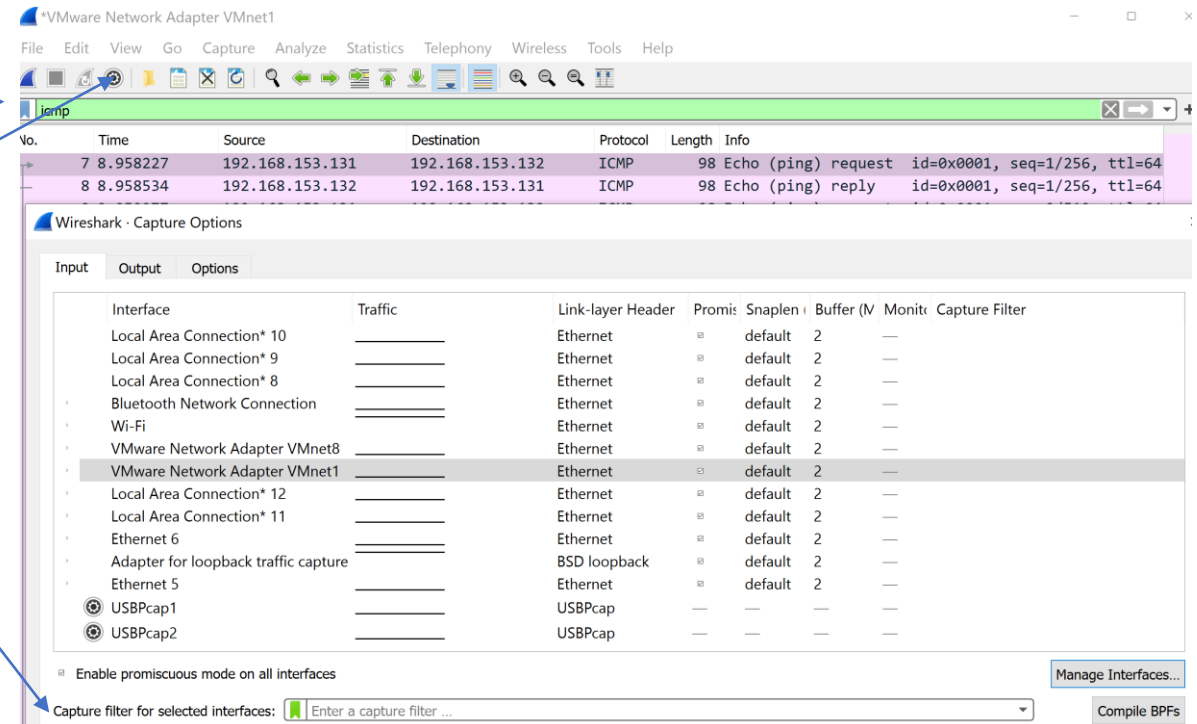 *VMware Network Adapter VMnet1
File Edit View Go Capture Analyze Statistics Telephony Wireless Tools Help
icmp
No. Time Source Destination Protocol Length Info
7 8.958227 192.168.153.131 192.168.153.132 ICMP 98 Echo (ping) request id=0x0001, seq=1/256, ttl=64
8 8.958534 192.168.153.132 192.168.153.131 ICMP 98 Echo (ping) reply id=0x0001, seq=1/256, ttl=64
Wireshark · Capture Options
Input Output Options
Interface Traffic Link-layer Header Promis Snaplen ( Buffer (M Monito Capture Filter
Local Area Connection* 10 Ethernet default 2 —
Local Area Connection* 9 Ethernet default 2 —
Local Area Connection* 8 Ethernet default 2 —
Bluetooth Network Connection Ethernet default 2 —
Wi-Fi Ethernet default 2 —
VMware Network Adapter VMnet8 Ethernet default 2 —
VMware Network Adapter VMnet1 Ethernet default 2 —
Local Area Connection* 12 Ethernet default 2 —
Local Area Connection* 11 Ethernet default 2 —
Ethernet 6 Ethernet default 2 —
Adapter for loopback traffic capture BSD loopback default 2 —
Ethernet 5 Ethernet default 2 —
USBPcap1 USBPcap — — — —
USBPcap2 USBPcap — — — —
Enable promiscuous mode on all interfaces Manage Interfaces...
Capture filter for selected interfaces: Enter a capture filter ... Compile BPFs